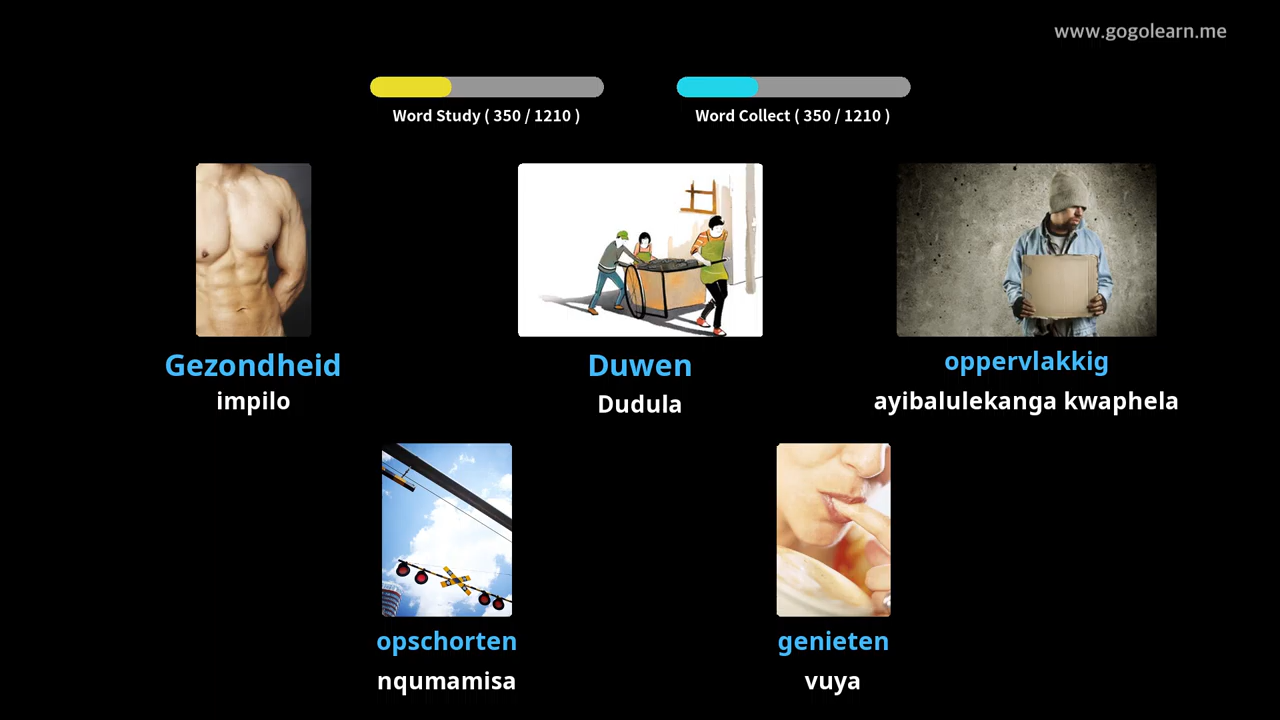 www.gogolearn.me
Word Study ( 350 / 1210 )
Word Collect ( 350 / 1210 )
Gezondheid
impilo
Duwen
Dudula
oppervlakkig
ayibalulekanga kwaphela
opschorten
nqumamisa
genieten
vuya